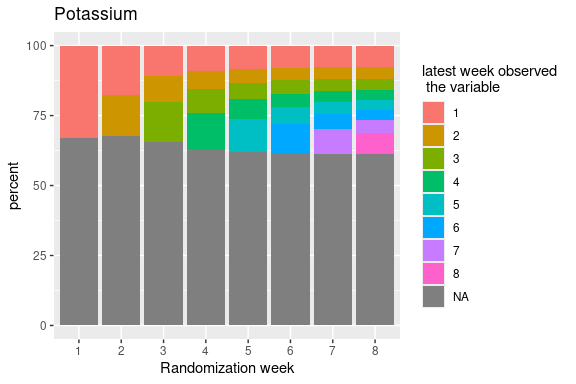 Potassium
100
75
50
25
0
percent
1 2 3 4 5 6 7 8
Randomization week
latest week observed
the variable
1
2
3
4
5
6
7
8
NA